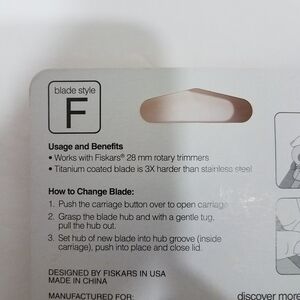 blade style
F
Usage and Benefits
• Works with Fiskars® 28 mm rotary trimmers
• Titanium coated blade is 3X harder than stainless steel
How to Change Blade:
1. Push the carriage button over to open carriage
2. Grasp the blade hub and with a gentle tug,
pull the hub out.
3. Set hub of new blade into hub groove (inside
carriage), push into place and close lid.
DESIGNED BY FISKARS IN USA
MADE IN CHINA
MANUFACTURED FOR:
discover more